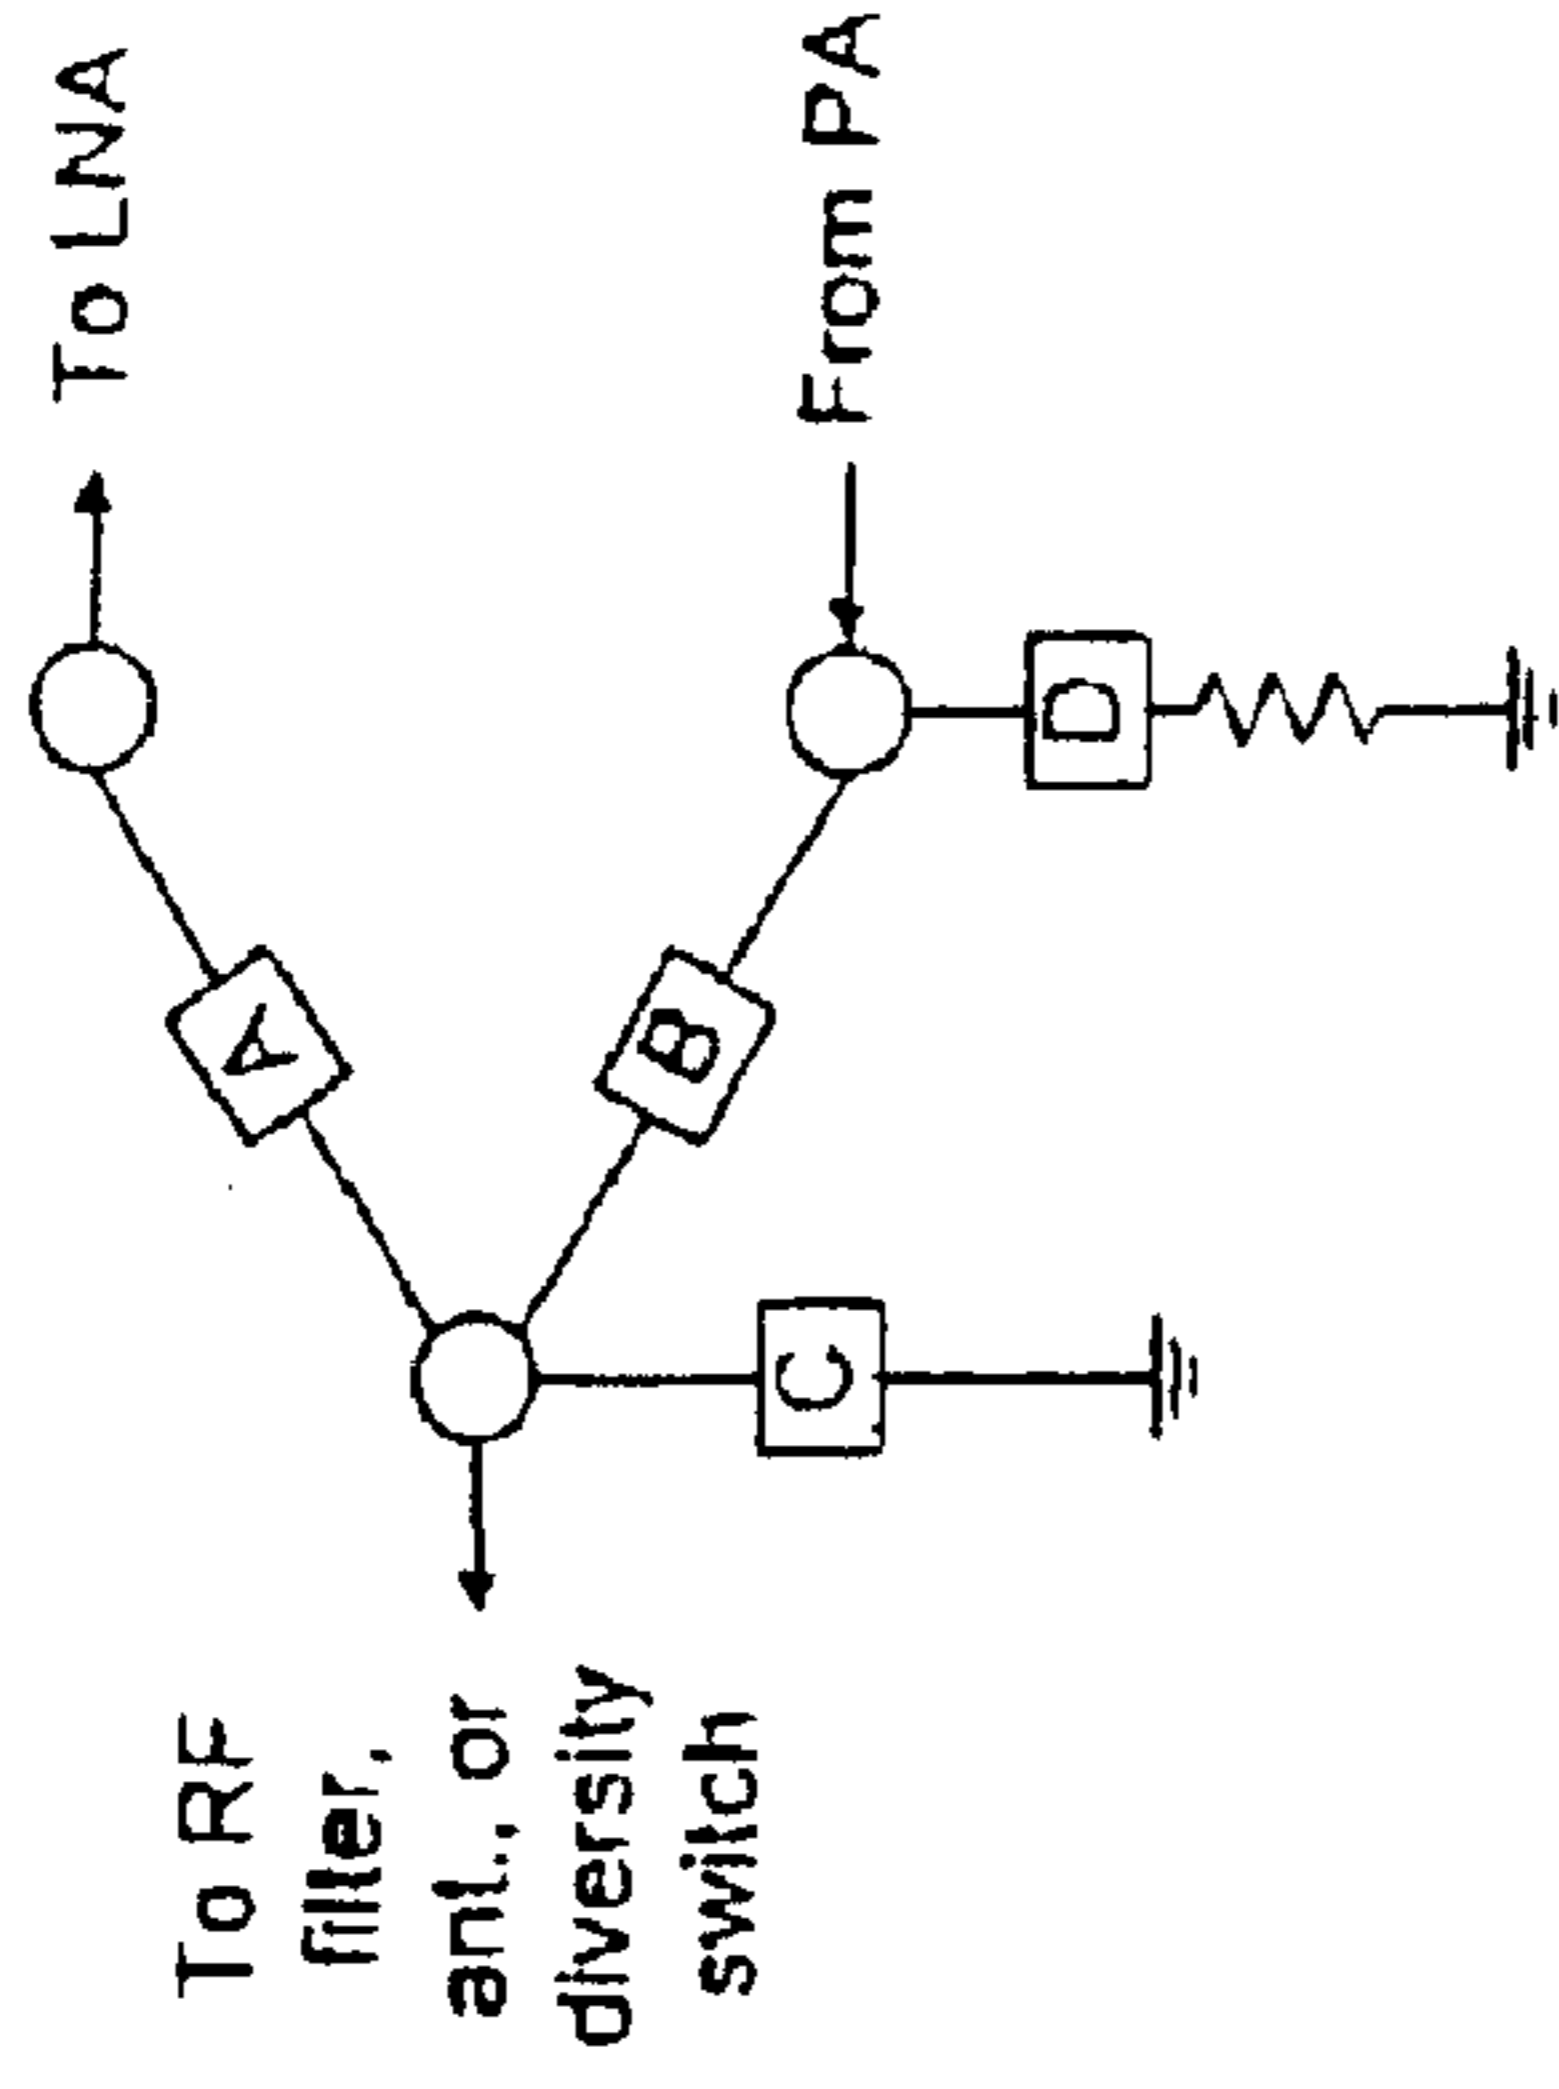 To LNA
From PA
A
B
C
D
To RF
filter,
ant., or
diversity
switch